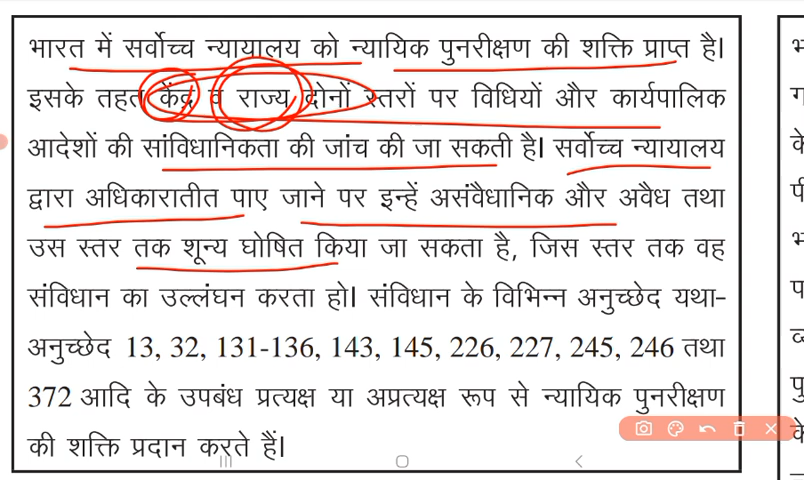 भारत में सर्वोच्च न्यायालय को न्यायिक पुनरीक्षण की शक्ति प्राप्त है।
इसके तहत केंद्र व राज्य दोनों स्तरों पर विधियों और कार्यपालिक
आदेशों की सांविधानिकता की जांच की जा सकती है। सर्वोच्च न्यायालय
द्वारा अधिकारातीत पाए जाने पर इन्हें असंवैधानिक और अवैध तथा
उस स्तर तक शून्य घोषित किया जा सकता है, जिस स्तर तक वह
संविधान का उल्लंघन करता हो। संविधान के विभिन्न अनुच्छेद यथा-
अनुच्छेद 13, 32, 131-136, 143, 145, 226, 227, 245, 246 तथा
372 आदि के उपबंध प्रत्यक्ष या अप्रत्यक्ष रूप से न्यायिक पुनरीक्षण
की शक्ति प्रदान करते हैं।